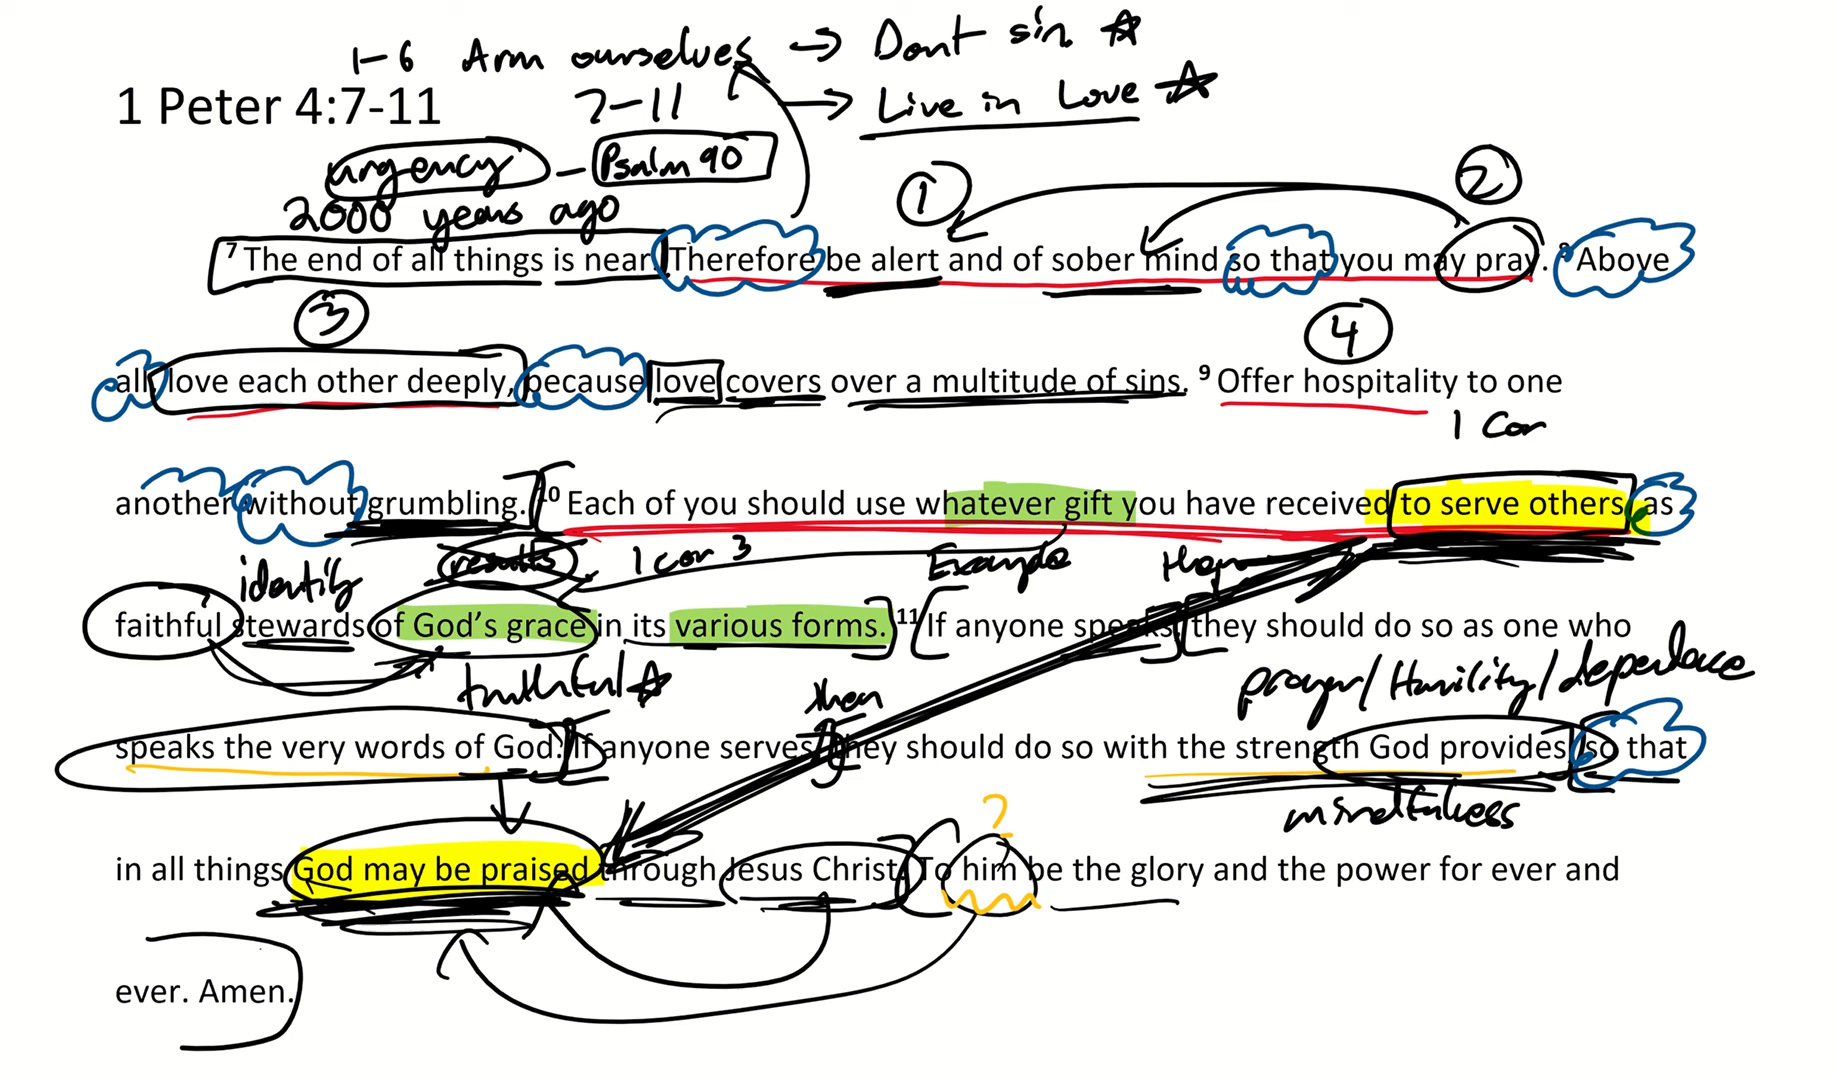 1-6 Arm ourselves → Dont sin ☆
1 Peter 4:7-11 7-11 → Live in Love ☆
urgency - Psalm 90
2000 years ago 1 2
7 The end of all things is near. Therefore be alert and of sober mind so that you may pray. 8 Above
3 4
all, love each other deeply, because love covers over a multitude of sins. 9 Offer hospitality to one
1 Cor
another without grumbling. 10 Each of you should use whatever gift you have received to serve others, as
identity results 1 cor 3 Example then
faithful stewards of God's grace in its various forms. 11 If anyone speaks, they should do so as one who
truthful ☆ then prayer/Humility/dependence
speaks the very words of God. If anyone serves, they should do so with the strength God provides, so that
mindfulness
?
in all things God may be praised through Jesus Christ. To him be the glory and the power for ever and
ever. Amen.